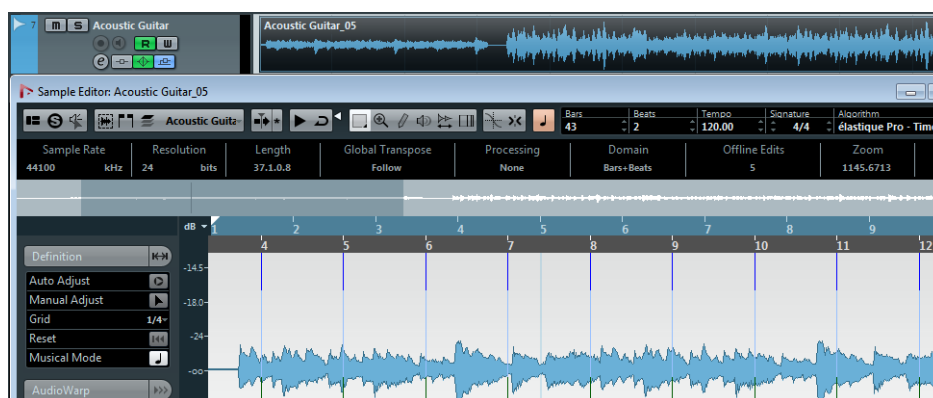 7 m S Acoustic Guitar
R W
e
Acoustic Guitar_05
Sample Editor: Acoustic Guitar_05
S Acoustic Guita
Bars Beats Tempo Signature Algorithm
43 2 120.00 4/4 élastique Pro - Time
Sample Rate Resolution Length Global Transpose Processing Domain Offline Edits Zoom
44100 kHz 24 bits 37.1.0.8 Follow None Bars+Beats 5 1145.6713
dB 1 2 3 4 5 6 7 8 9
4 5 6 7 8 9 10 11 12
Definition
-14.5
Auto Adjust
Manual Adjust
-18.0
Grid 1/4
Reset
-24
Musical Mode
-oo
AudioWarp